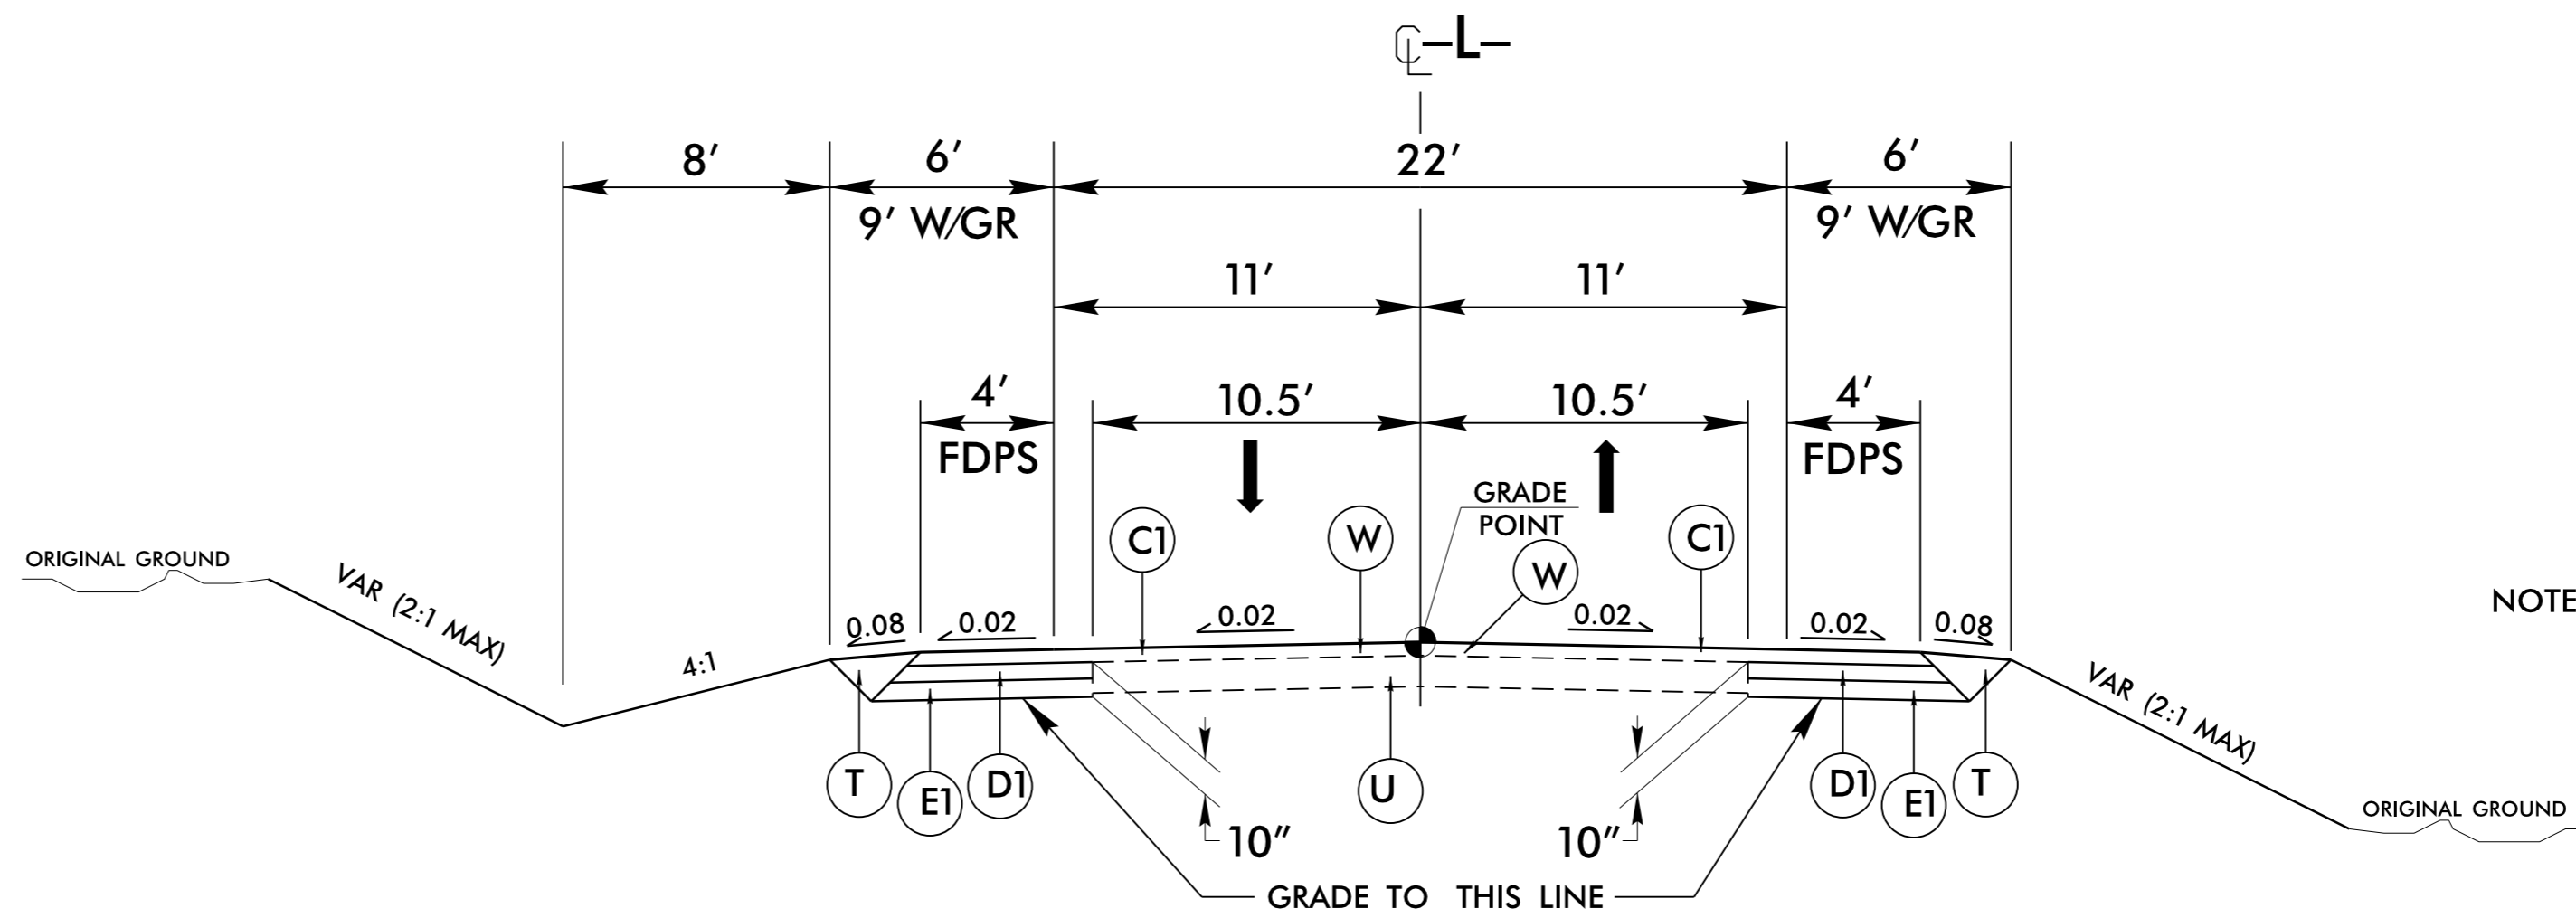 ℄ -L-
8' 6' 22' 6'
9' W/GR 9' W/GR
11' 11'
4' 10.5' 10.5' 4'
FDPS FDPS
GRADE
POINT
C1 W W C1
ORIGINAL GROUND
VAR (2:1 MAX)
4:1
0.08 0.02 0.02 0.02 0.02 0.08
NOTE
VAR (2:1 MAX)
T E1 D1 U D1 E1 T
ORIGINAL GROUND
10" 10"
GRADE TO THIS LINE